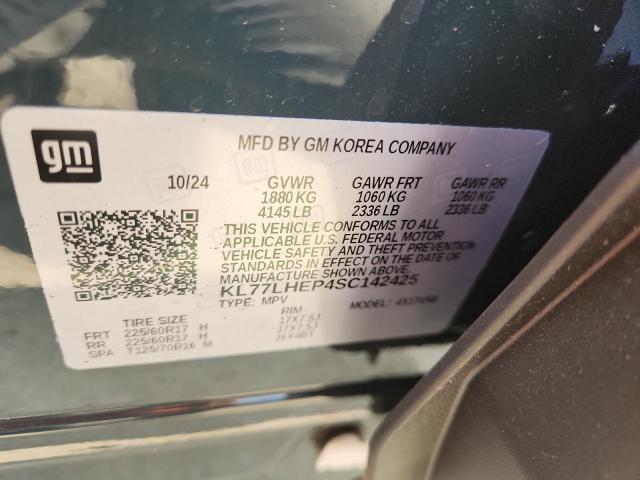 gm
MFD BY GM KOREA COMPANY
10/24 GVWR GAWR FRT GAWR RR
1880 KG 1060 KG 1060 KG
4145 LB 2336 LB 2336 LB
THIS VEHICLE CONFORMS TO ALL
APPLICABLE U.S. FEDERAL MOTOR
VEHICLE SAFETY AND THEFT PREVENTION
STANDARDS IN EFFECT ON THE DATE OF
MANUFACTURE SHOWN ABOVE.
KL77LHEP4SC142425
TYPE: MPV MODEL:
TIRE SIZE RIM
FRT 225/60R17 H 17X7.5J
RR 225/60R17 H 17X7.5J
SPA T125/70R16 M 16X4BT